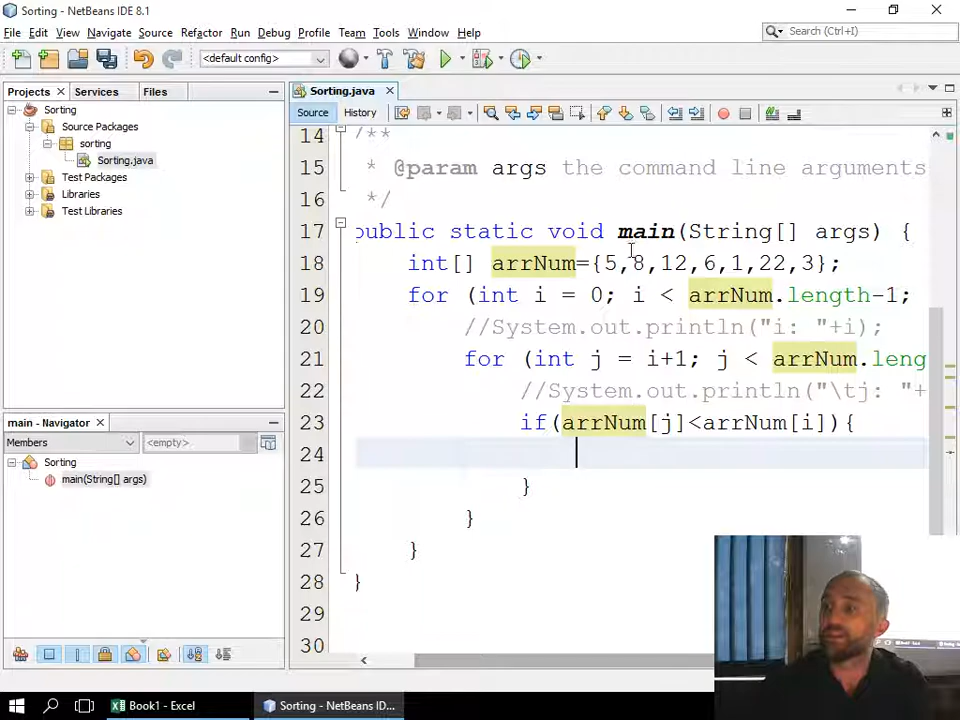 Sorting - NetBeans IDE 8.1
File Edit View Navigate Source Refactor Run Debug Profile Team Tools Window Help
Search (Ctrl+I)
<default config>
Projects Services Files
Sorting.java
Sorting
Source Packages
sorting
Sorting.java
Test Packages
Libraries
Test Libraries
Source History
14 /**
15 * @param args the command line arguments
16 */
17 public static void main(String[] args) {
18 int[] arrNum={5,8,12,6,1,22,3};
19 for (int i = 0; i < arrNum.length-1;
20 //System.out.println("i: "+i);
21 for (int j = i+1; j < arrNum.leng
22 //System.out.println("\tj: "+
23 if(arrNum[j]<arrNum[i]){
24
25 }
26 }
27 }
28 }
29
30
main - Navigator
Members
<empty>
Sorting
main(String[] args)
Book1 - Excel
Sorting - NetBeans ID...